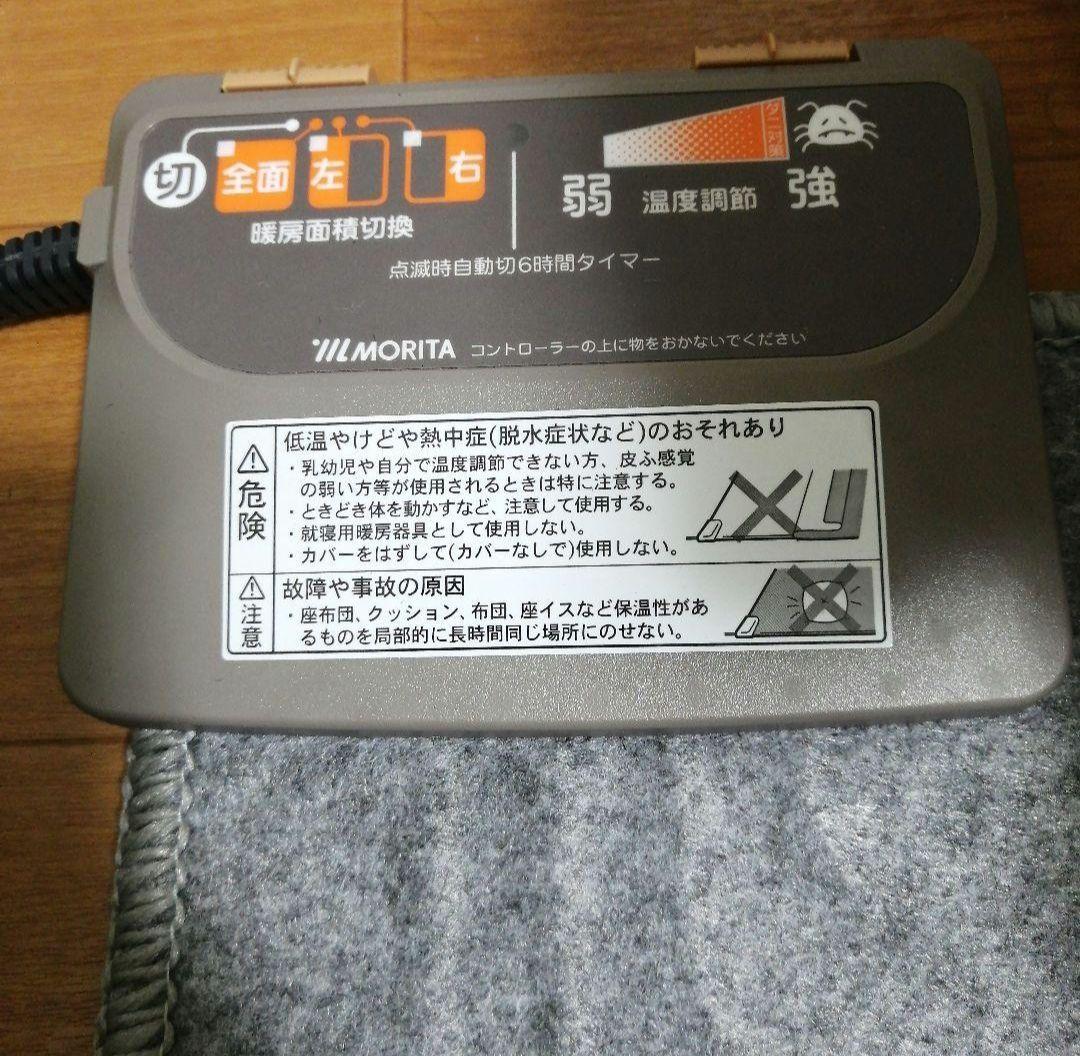 切 全面 左 右
暖房面積切換
ダニ対策
弱 温度調節 強
点滅時自動切6時間タイマー
MORITA コントローラーの上に物をおかないでください
危険
低温やけどや熱中症(脱水症状など)のおそれあり
・乳幼児や自分で温度調節できない方、皮ふ感覚
の弱い方等が使用されるときは特に注意する。
・ときどき体を動かすなど、注意して使用する。
・就寝用暖房器具として使用しない。
・カバーをはずして(カバーなしで)使用しない。
注意
故障や事故の原因
・座布団、クッション、布団、座イスなど保温性があ
るものを局部的に長時間同じ場所にのせない。